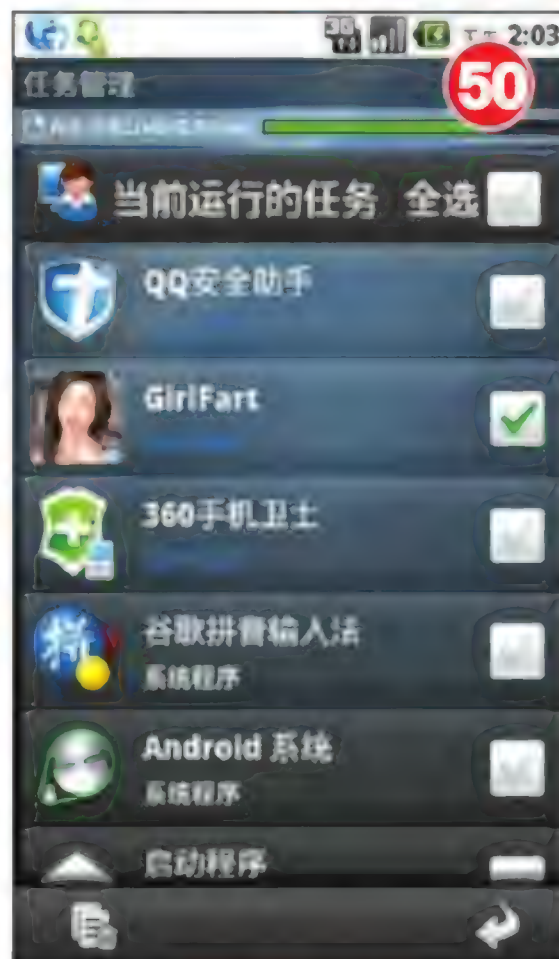 3G
2:03
50
任务管理
当前运行的任务 全选
QQ安全助手
GirlFart
360手机卫士
谷歌拼音输入法
系统程序
Android 系统
系统程序
启动程序